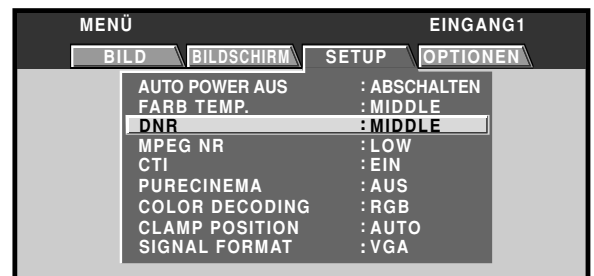 MENÜ EINGANG1
BILD BILDSCHIRM SETUP OPTIONEN
AUTO POWER AUS : ABSCHALTEN
FARB TEMP. : MIDDLE
DNR : MIDDLE
MPEG NR : LOW
CTI : EIN
PURECINEMA : AUS
COLOR DECODING : RGB
CLAMP POSITION : AUTO
SIGNAL FORMAT : VGA